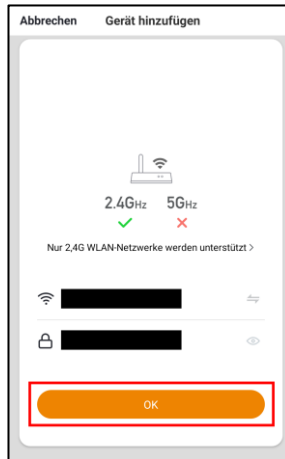 Abbrechen Gerät hinzufügen
2.4GHz 5GHz
Nur 2,4G WLAN-Netzwerke werden unterstützt >
OK